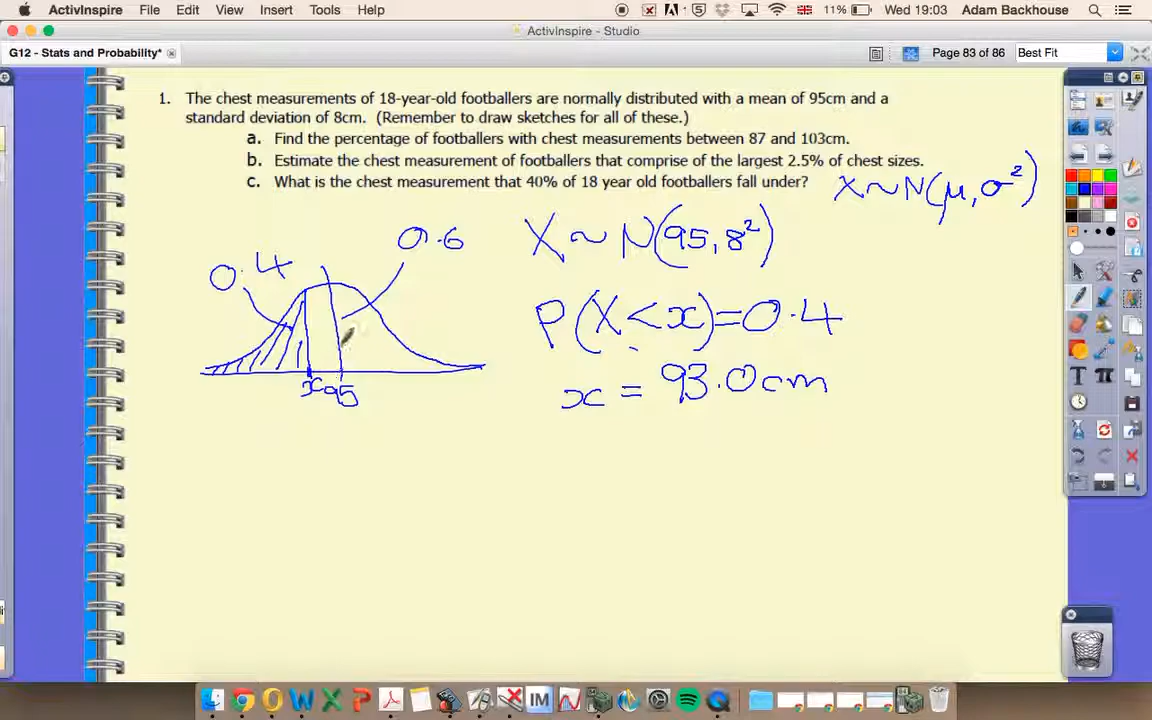 ActivInspire File Edit View Insert Tools Help 11% Wed 19:03 Adam Backhouse
ActivInspire - Studio
G12 - Stats and Probability* Page 83 of 86 Best Fit
1. The chest measurements of 18-year-old footballers are normally distributed with a mean of 95cm and a
standard deviation of 8cm. (Remember to draw sketches for all of these.)
a. Find the percentage of footballers with chest measurements between 87 and 103cm.
b. Estimate the chest measurement of footballers that comprise of the largest 2.5% of chest sizes.
c. What is the chest measurement that 40% of 18 year old footballers fall under?
X~N(μ,σ²)
0.6
X~N(95,8²)
0.4
P(X<x)=0.4
x 95
x = 93.0cm
IM